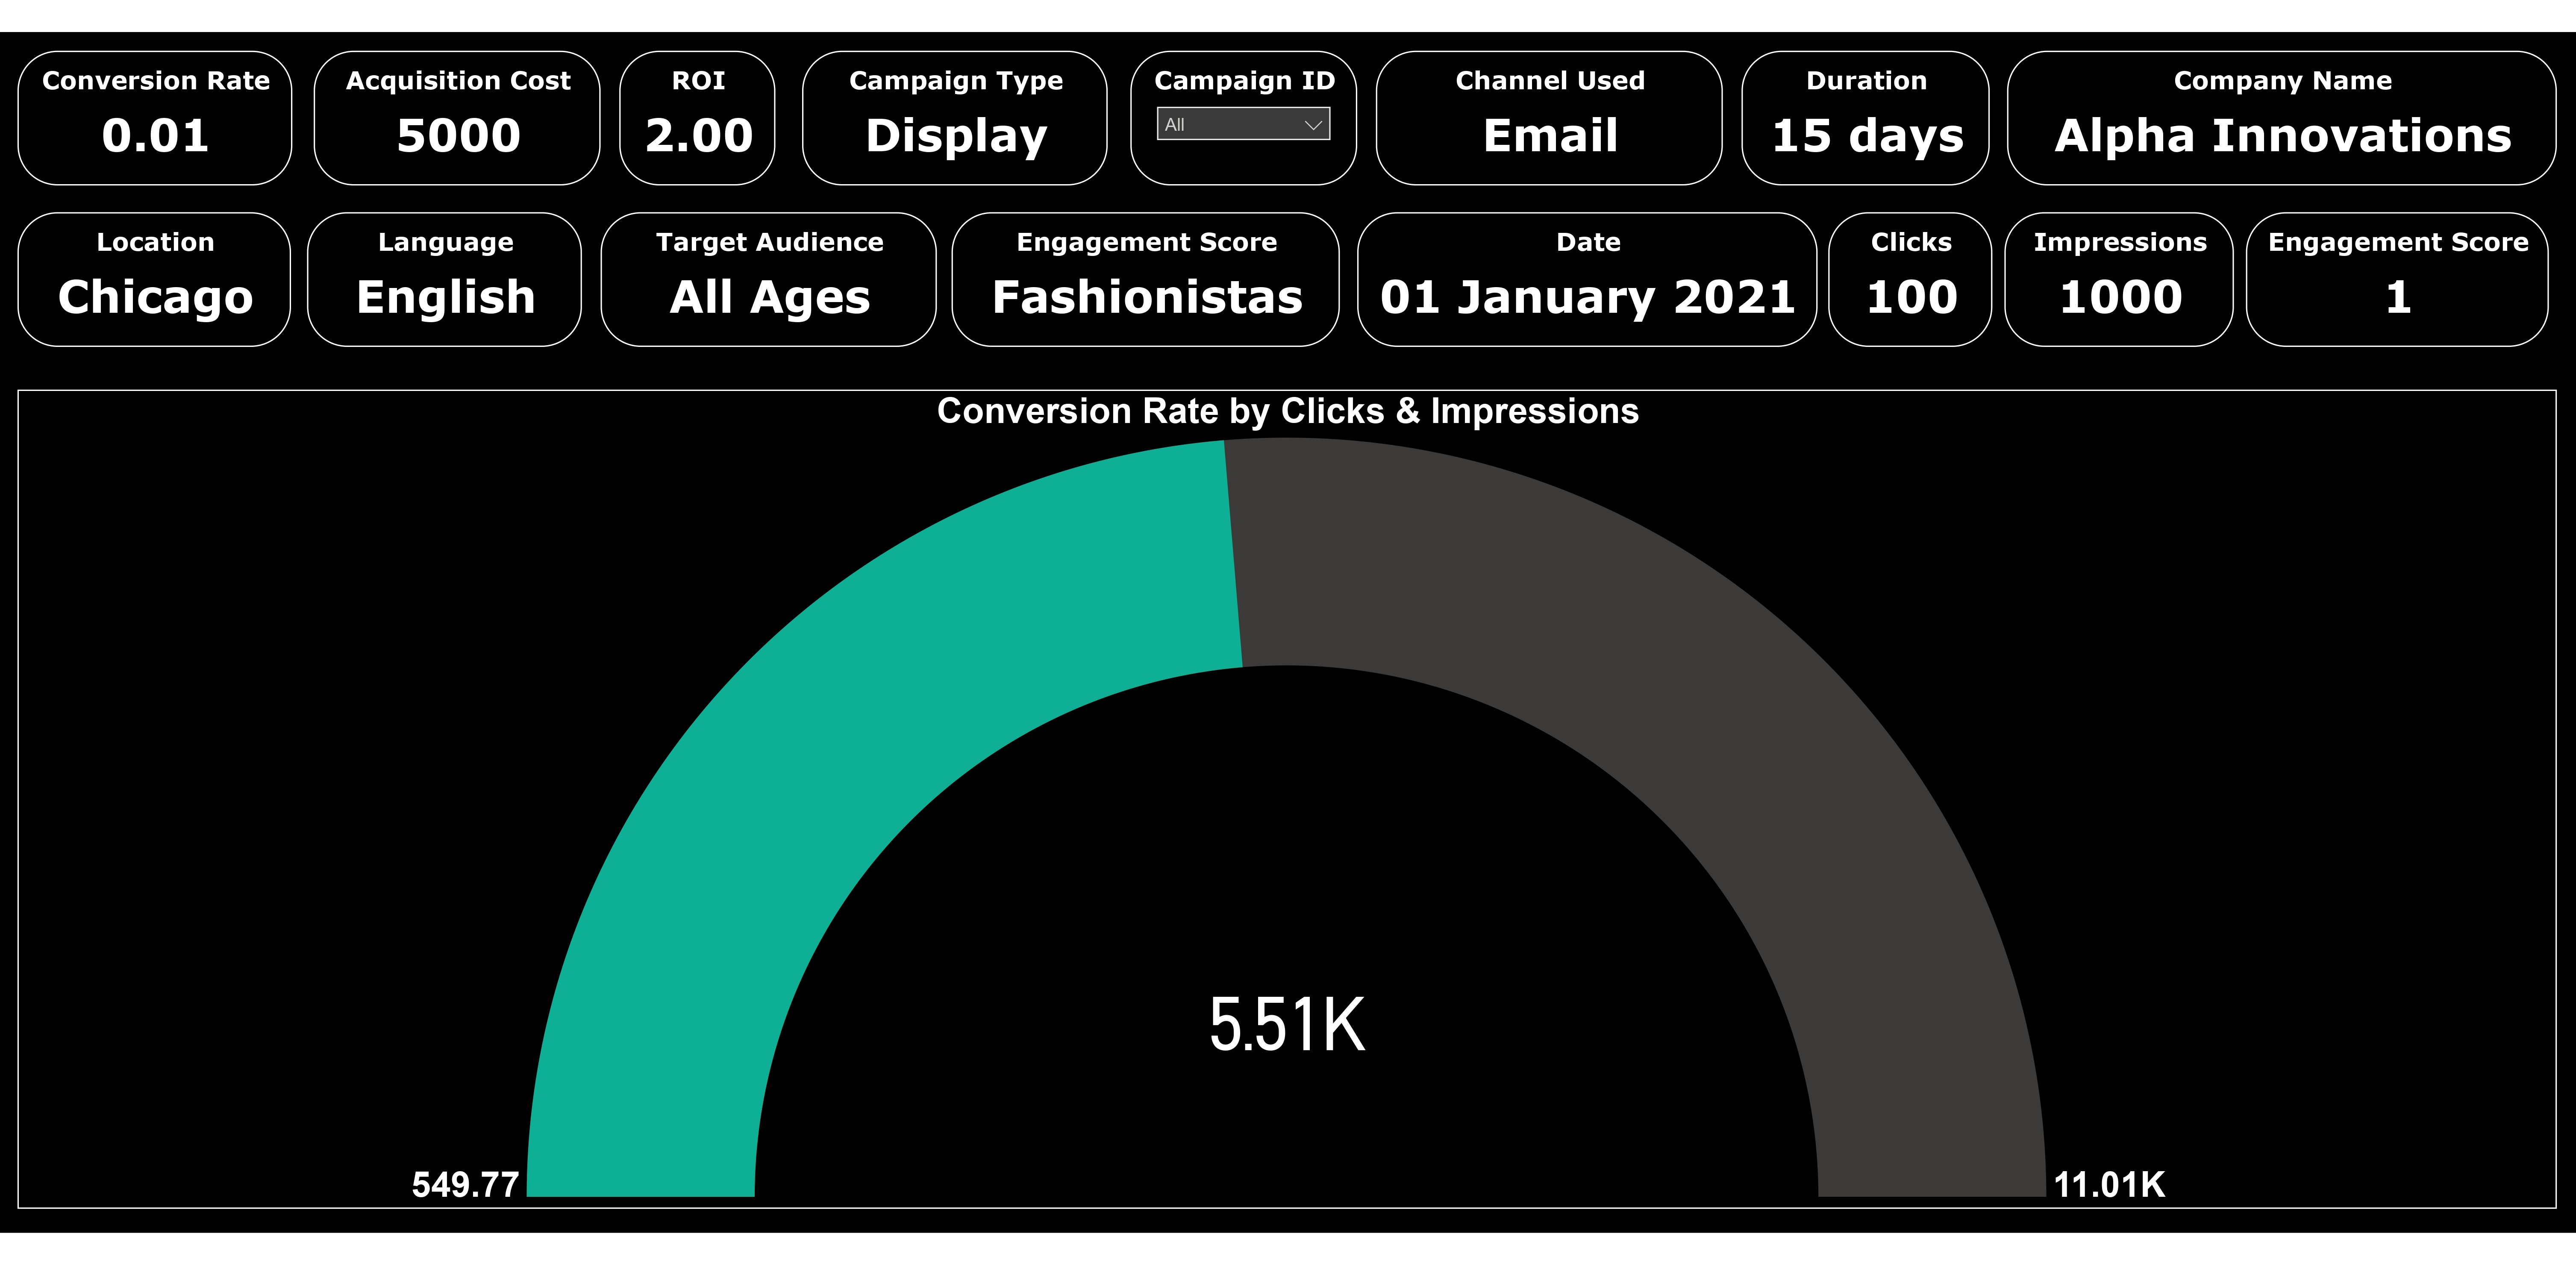 Conversion Rate
0.01
Acquisition Cost
5000
ROI
2.00
Campaign Type
Display
Campaign ID
All
Channel Used
Email
Duration
15 days
Company Name
Alpha Innovations
Location
Chicago
Language
English
Target Audience
All Ages
Engagement Score
Fashionistas
Date
01 January 2021
Clicks
100
Impressions
1000
Engagement Score
1
Conversion Rate by Clicks & Impressions
5.51K
549.77
11.01K